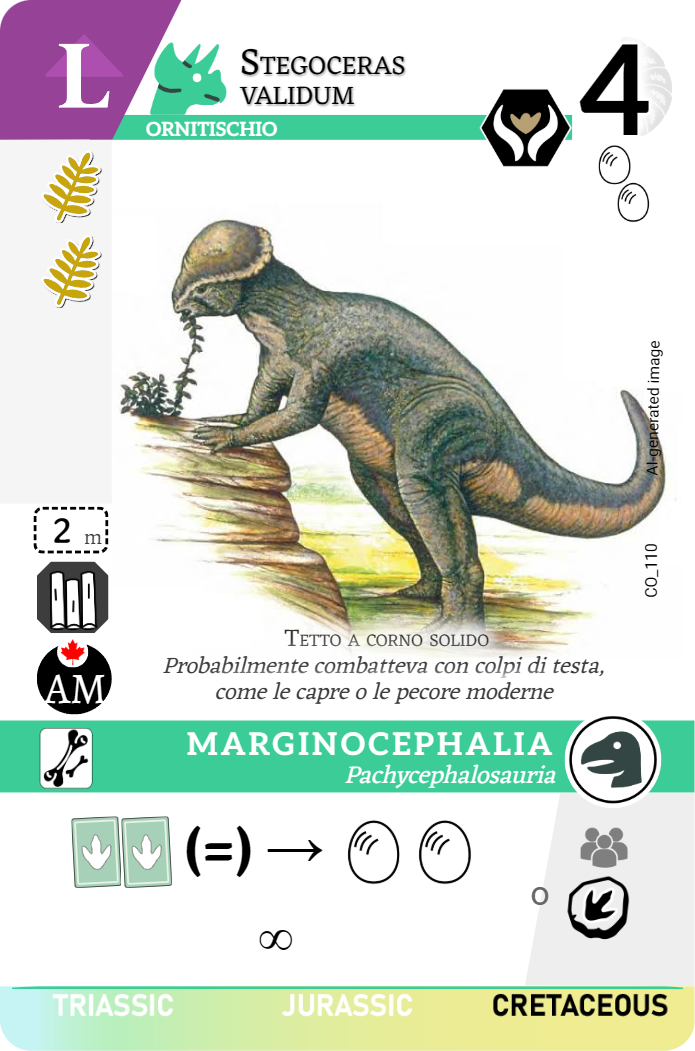 L
STEGOCERAS
VALIDUM
4
ORNITISCHIO
AI-generated image
2 m
CO_110
AM
TETTO A CORNO SOLIDO
Probabilmente combatteva con colpi di testa,
come le capre o le pecore moderne
MARGINOCEPHALIA
Pachycephalosauria
(=) →
O
∞
TRIASSIC JURASSIC CRETACEOUS